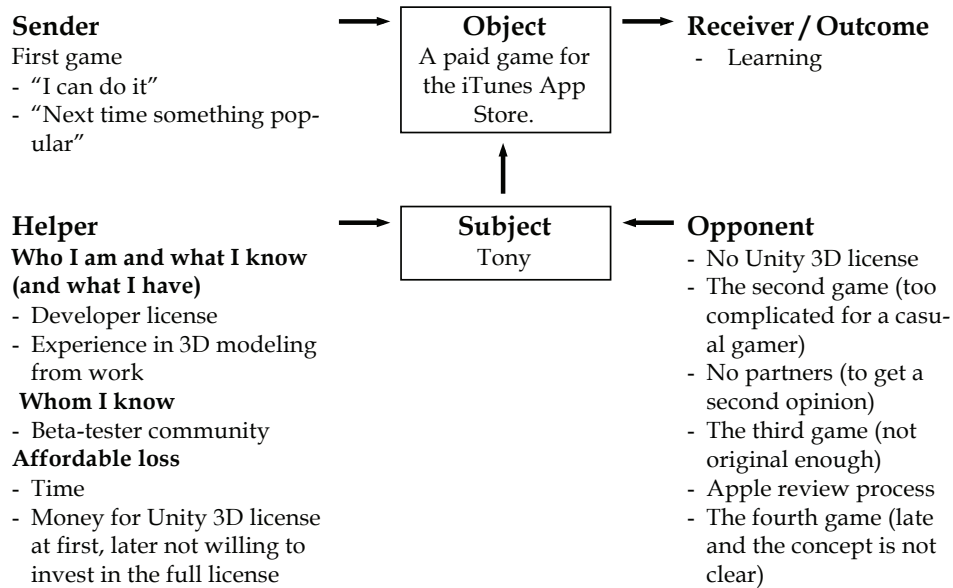 Sender
First game
- “I can do it”
- “Next time something pop-
ular”
Object
A paid game for
the iTunes App
Store.
Receiver / Outcome
- Learning
Helper
Who I am and what I know
(and what I have)
- Developer license
- Experience in 3D modeling
from work
Whom I know
- Beta-tester community
Affordable loss
- Time
- Money for Unity 3D license
at first, later not willing to
invest in the full license
Subject
Tony
Opponent
- No Unity 3D license
- The second game (too
complicated for a casu-
al gamer)
- No partners (to get a
second opinion)
- The third game (not
original enough)
- Apple review process
- The fourth game (late
and the concept is not
clear)